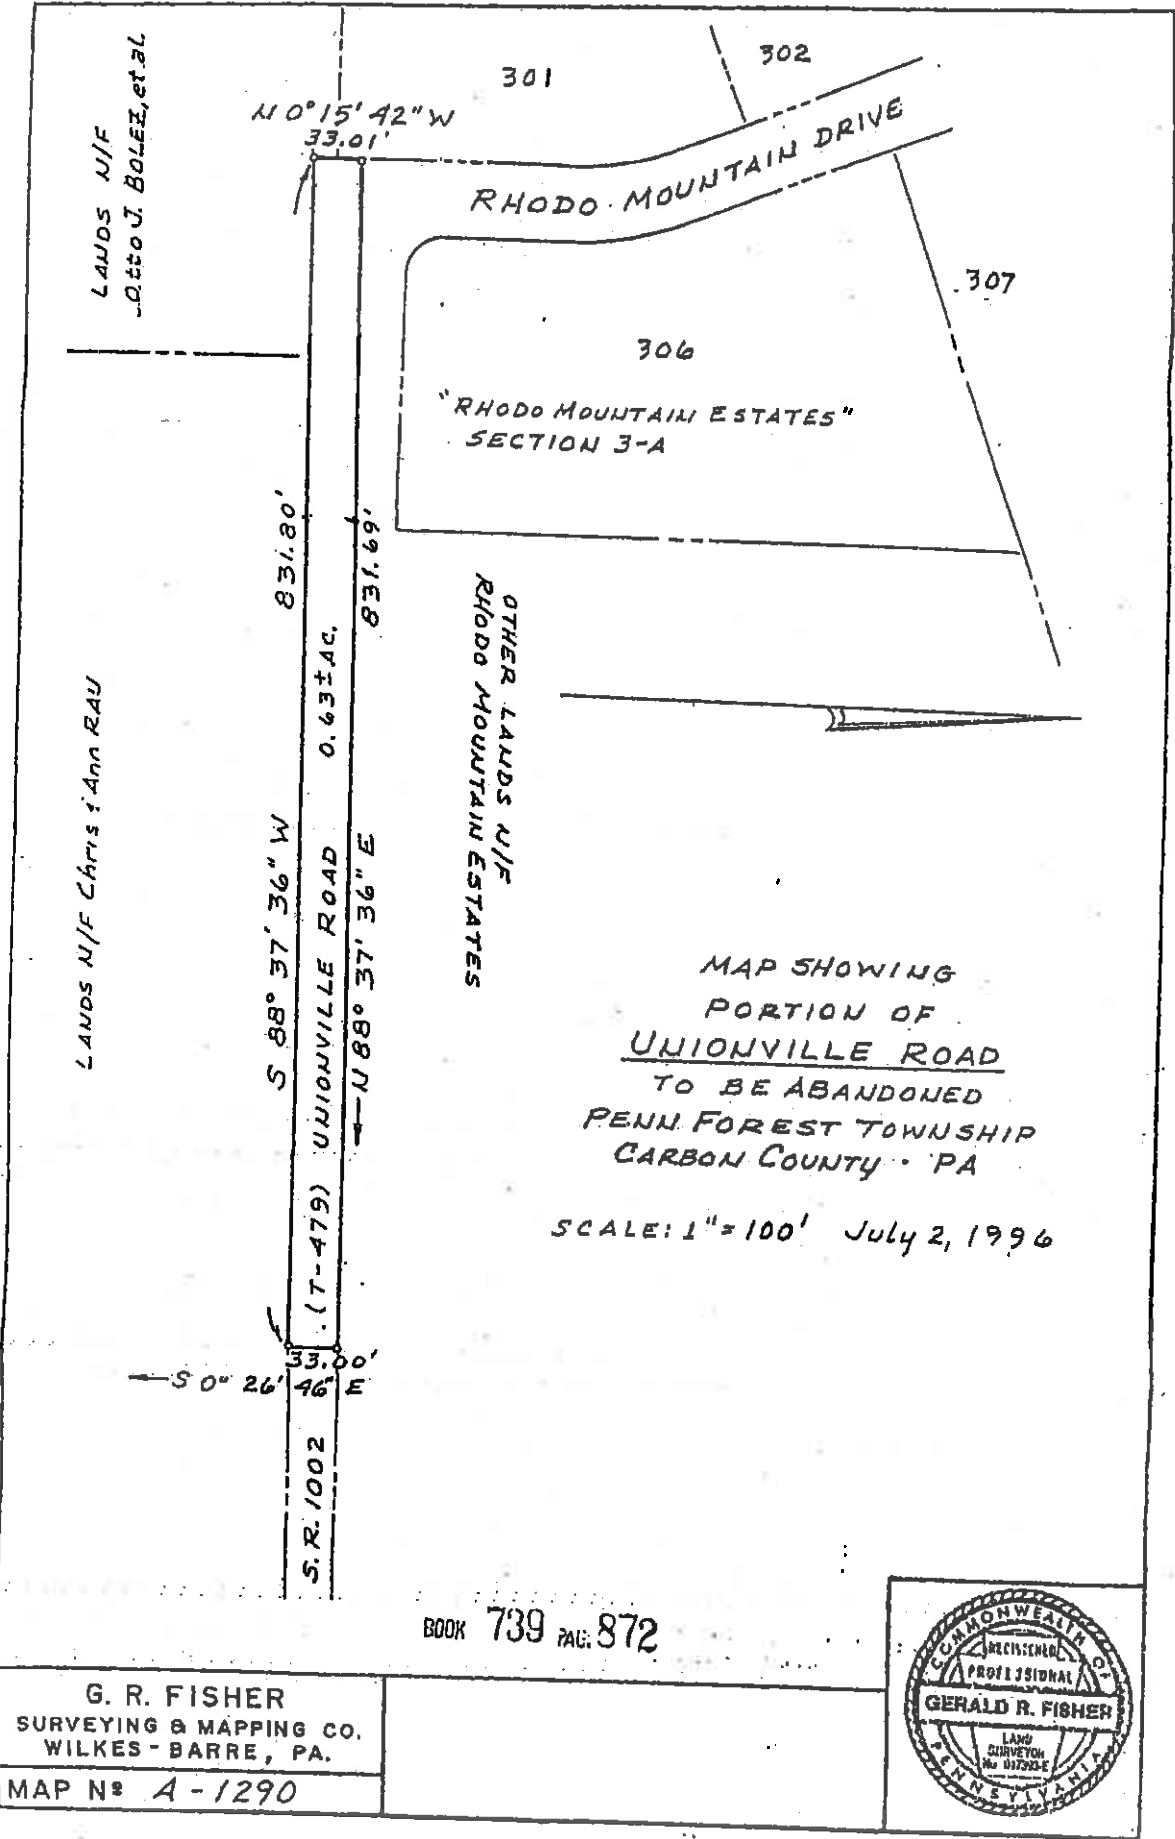 LANDS N/F
Otto J. BOLEZ, et al.
N 0° 15' 42" W
33.01'
301
302
RHODO MOUNTAIN DRIVE
307
306
"RHODO MOUNTAIN ESTATES"
SECTION 3-A
831.80'
831.69'
0.63± AC.
OTHER LANDS N/F
RHODO MOUNTAIN ESTATES
LANDS N/F Chris & Ann RAU
S 88° 37' 36" W
(T-479) UNIONVILLE ROAD
N 88° 37' 36" E
MAP SHOWING
PORTION OF
UNIONVILLE ROAD
TO BE ABANDONED
PENN FOREST TOWNSHIP
CARBON COUNTY · PA
SCALE: 1" = 100' July 2, 1996
33.00'
S 0° 26' 46" E
S.R. 1002
BOOK 739 PAGE 872
G. R. FISHER
SURVEYING & MAPPING CO.
WILKES-BARRE, PA.
MAP Nº A-1290
COMMONWEALTH OF
REGISTERED
PROFESSIONAL
GERALD R. FISHER
LAND
SURVEYOR
PENNSYLVANIA